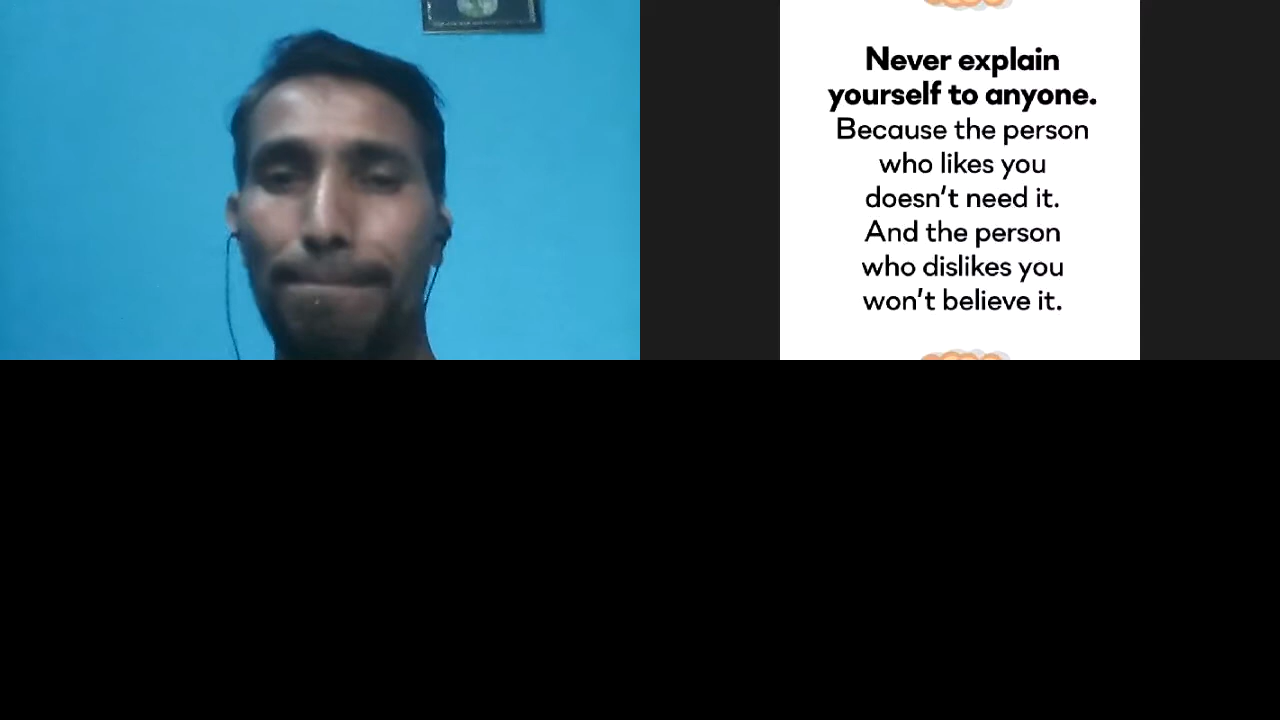 Never explain
yourself to anyone.
Because the person
who likes you
doesn't need it.
And the person
who dislikes you
won't believe it.